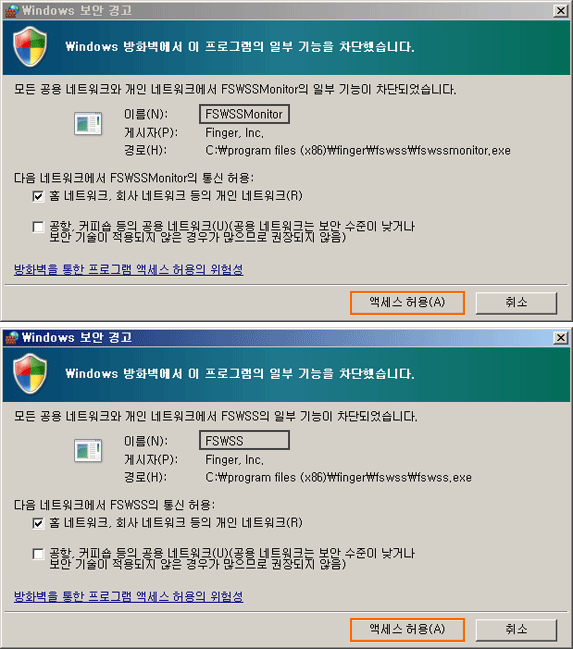 Windows 보안 경고
Windows 방화벽에서 이 프로그램의 일부 기능을 차단했습니다.
모든 공용 네트워크와 개인 네트워크에서 FSWSSMonitor의 일부 기능이 차단되었습니다.
이름(N): FSWSSMonitor
게시자(P): Finger, Inc.
경로(H): C:\program files (x86)\finger\fswss\fswssmonitor.exe
다음 네트워크에서 FSWSSMonitor의 통신 허용:
홈 네트워크, 회사 네트워크 등의 개인 네트워크(R)
공항, 커피숍 등의 공용 네트워크(U)(공용 네트워크는 보안 수준이 낮거나
보안 기술이 적용되지 않은 경우가 많으므로 권장되지 않음)
방화벽을 통한 프로그램 액세스 허용의 위험성
액세스 허용(A) 취소
Windows 보안 경고
Windows 방화벽에서 이 프로그램의 일부 기능을 차단했습니다.
모든 공용 네트워크와 개인 네트워크에서 FSWSS의 일부 기능이 차단되었습니다.
이름(N): FSWSS
게시자(P): Finger, Inc.
경로(H): C:\program files (x86)\finger\fswss\fswss.exe
다음 네트워크에서 FSWSS의 통신 허용:
홈 네트워크, 회사 네트워크 등의 개인 네트워크(R)
공항, 커피숍 등의 공용 네트워크(U)(공용 네트워크는 보안 수준이 낮거나
보안 기술이 적용되지 않은 경우가 많으므로 권장되지 않음)
방화벽을 통한 프로그램 액세스 허용의 위험성
액세스 허용(A) 취소